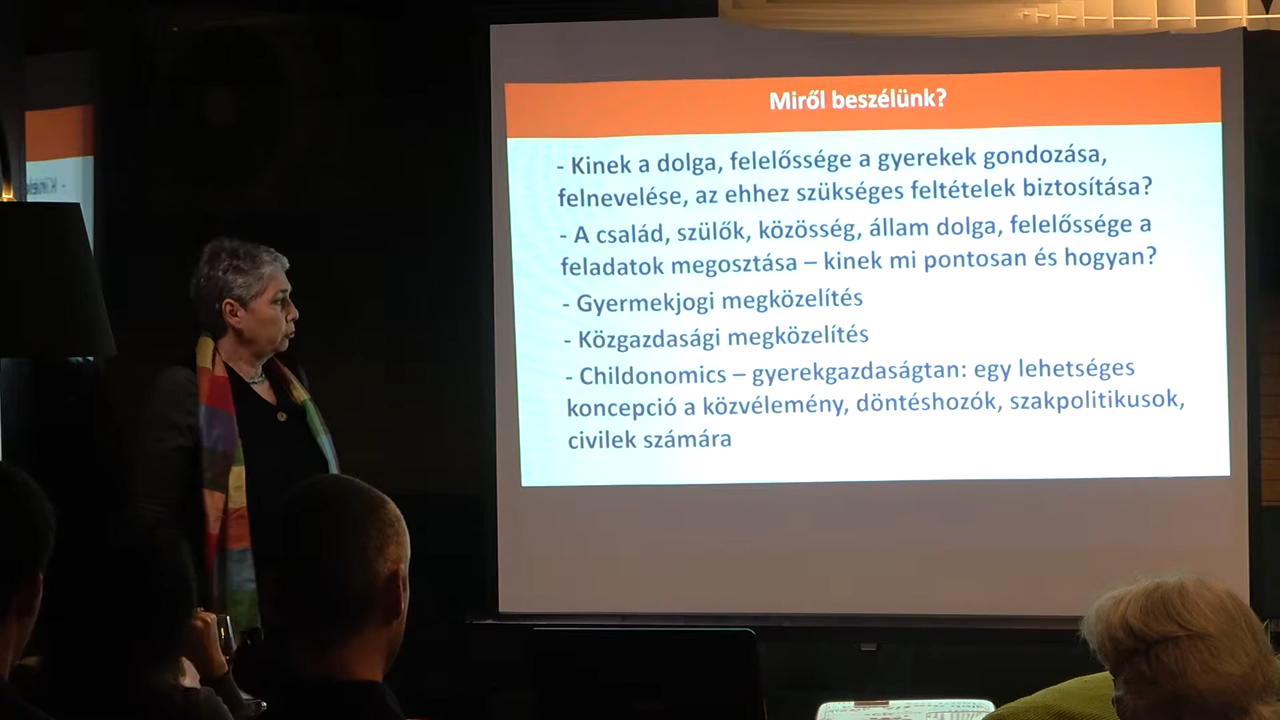 Miről beszélünk?
- Kinek a dolga, felelőssége a gyerekek gondozása,
felnevelése, az ehhez szükséges feltételek biztosítása?
- A család, szülők, közösség, állam dolga, felelőssége a
feladatok megosztása – kinek mi pontosan és hogyan?
- Gyermekjogi megközelítés
- Közgazdasági megközelítés
- Childonomics – gyerekgazdaságtan: egy lehetséges
koncepció a közvélemény, döntéshozók, szakpolitikusok,
civilek számára